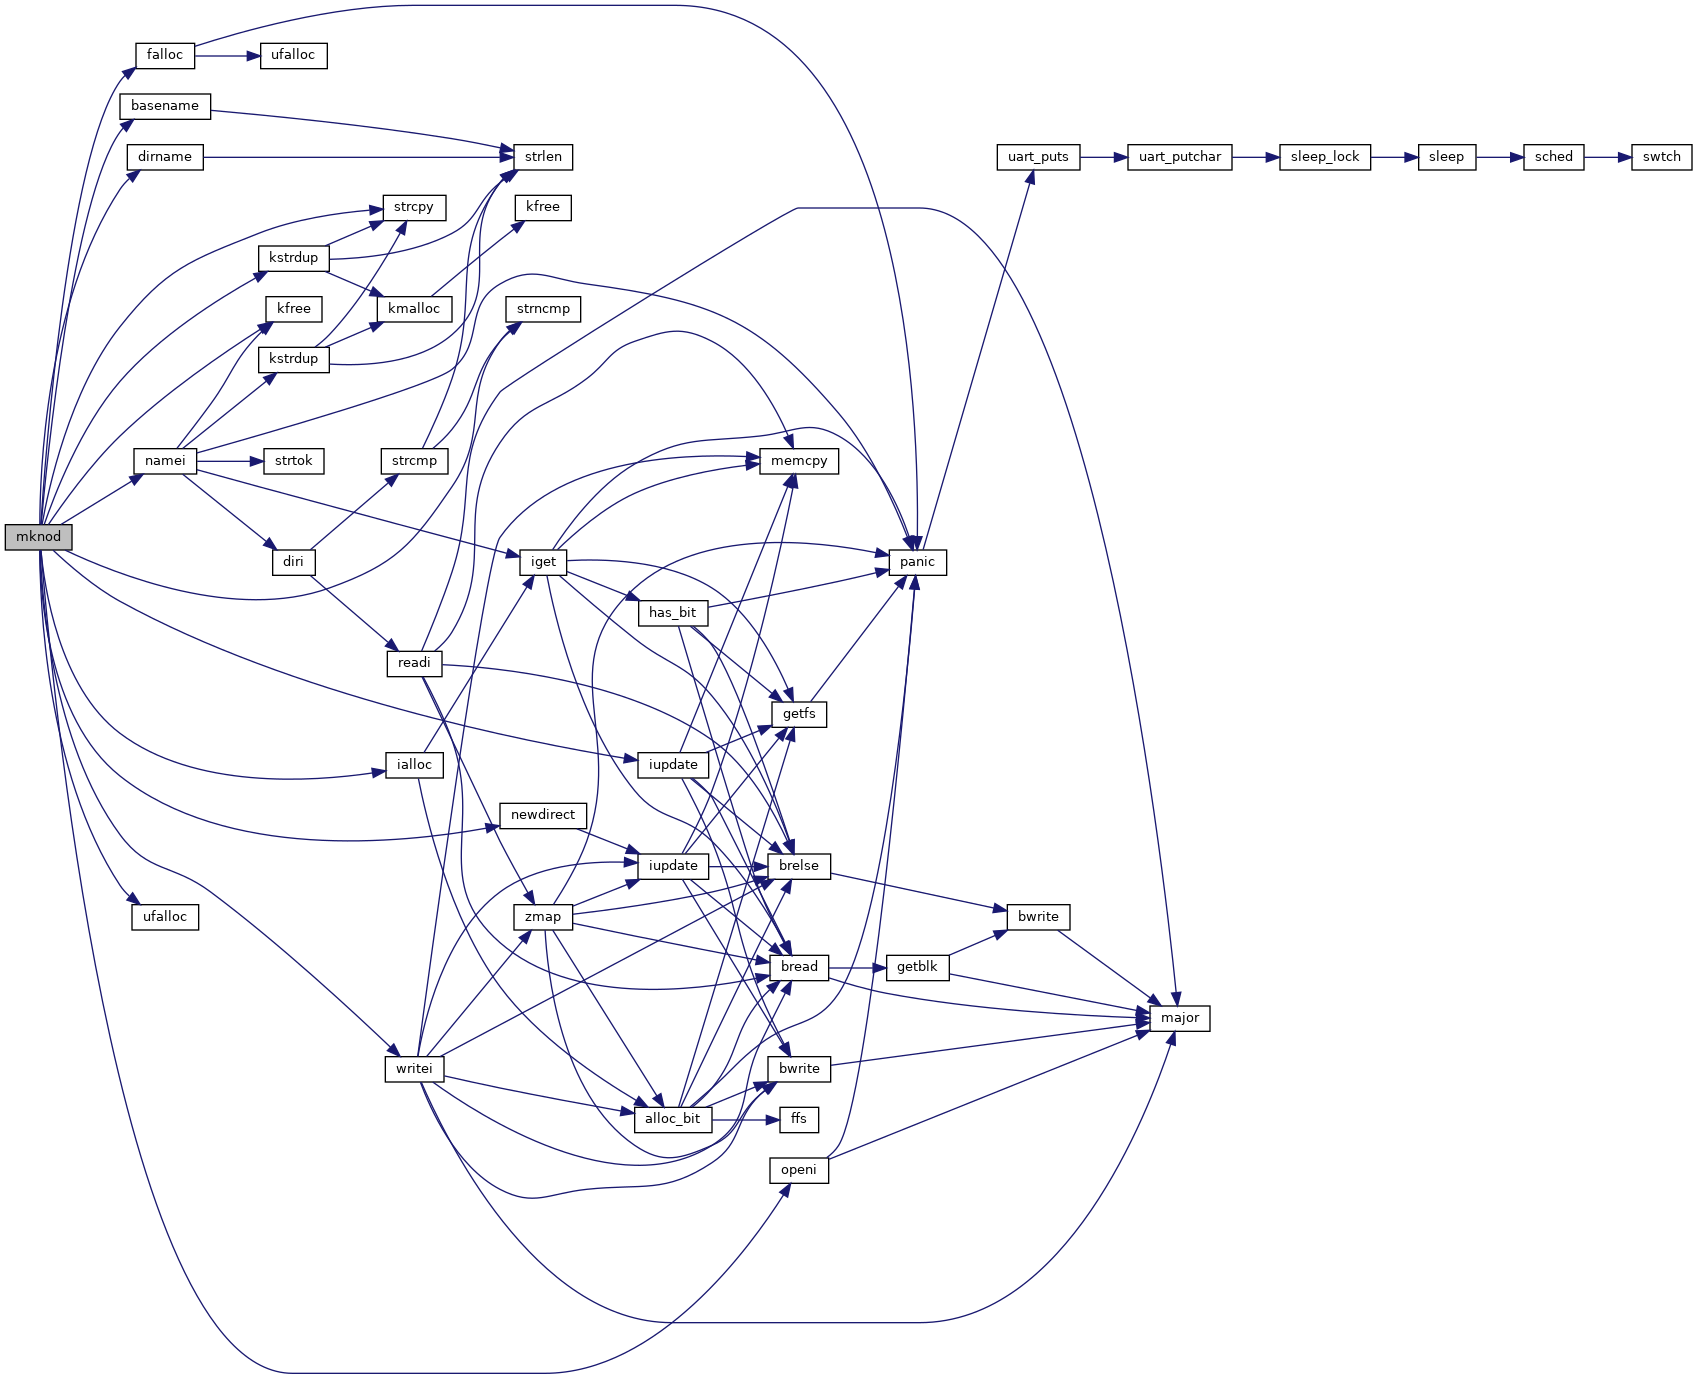 falloc
ufalloc
basename
dirname
strlen
uart_puts
uart_putchar
sleep_lock
sleep
sched
swtch
strcpy
kfree
kstrdup
kfree
kmalloc
strncmp
kstrdup
namei
strtok
strcmp
memcpy
mknod
diri
iget
panic
has_bit
readi
getfs
ialloc
iupdate
newdirect
iupdate
brelse
ufalloc
zmap
bwrite
bread
getblk
major
writei
bwrite
alloc_bit
ffs
openi